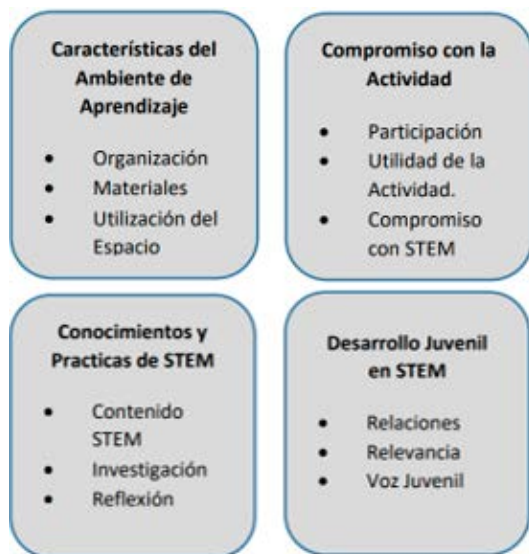 Características del
Ambiente de
Aprendizaje
• Organización
• Materiales
• Utilización del
Espacio
Compromiso con la
Actividad
• Participación
• Utilidad de la
Actividad.
• Compromiso
con STEM
Conocimientos y
Practicas de STEM
• Contenido
STEM
• Investigación
• Reflexión
Desarrollo Juvenil
en STEM
• Relaciones
• Relevancia
• Voz Juvenil